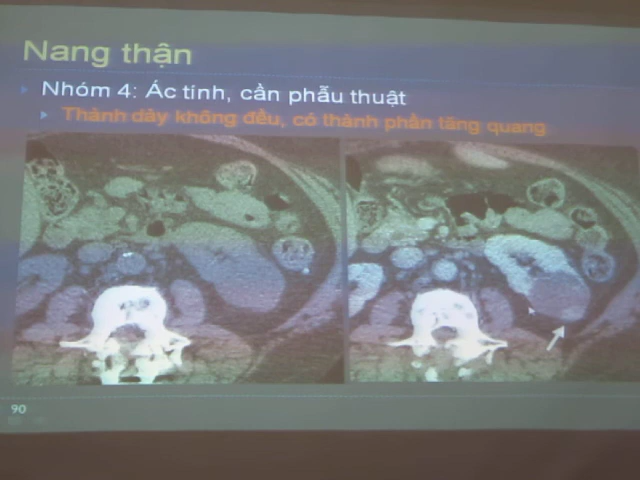 Nang thận
Nhóm 4: Ác tính, cần phẫu thuật
Thành dày không đều, có thành phần tăng quang
90